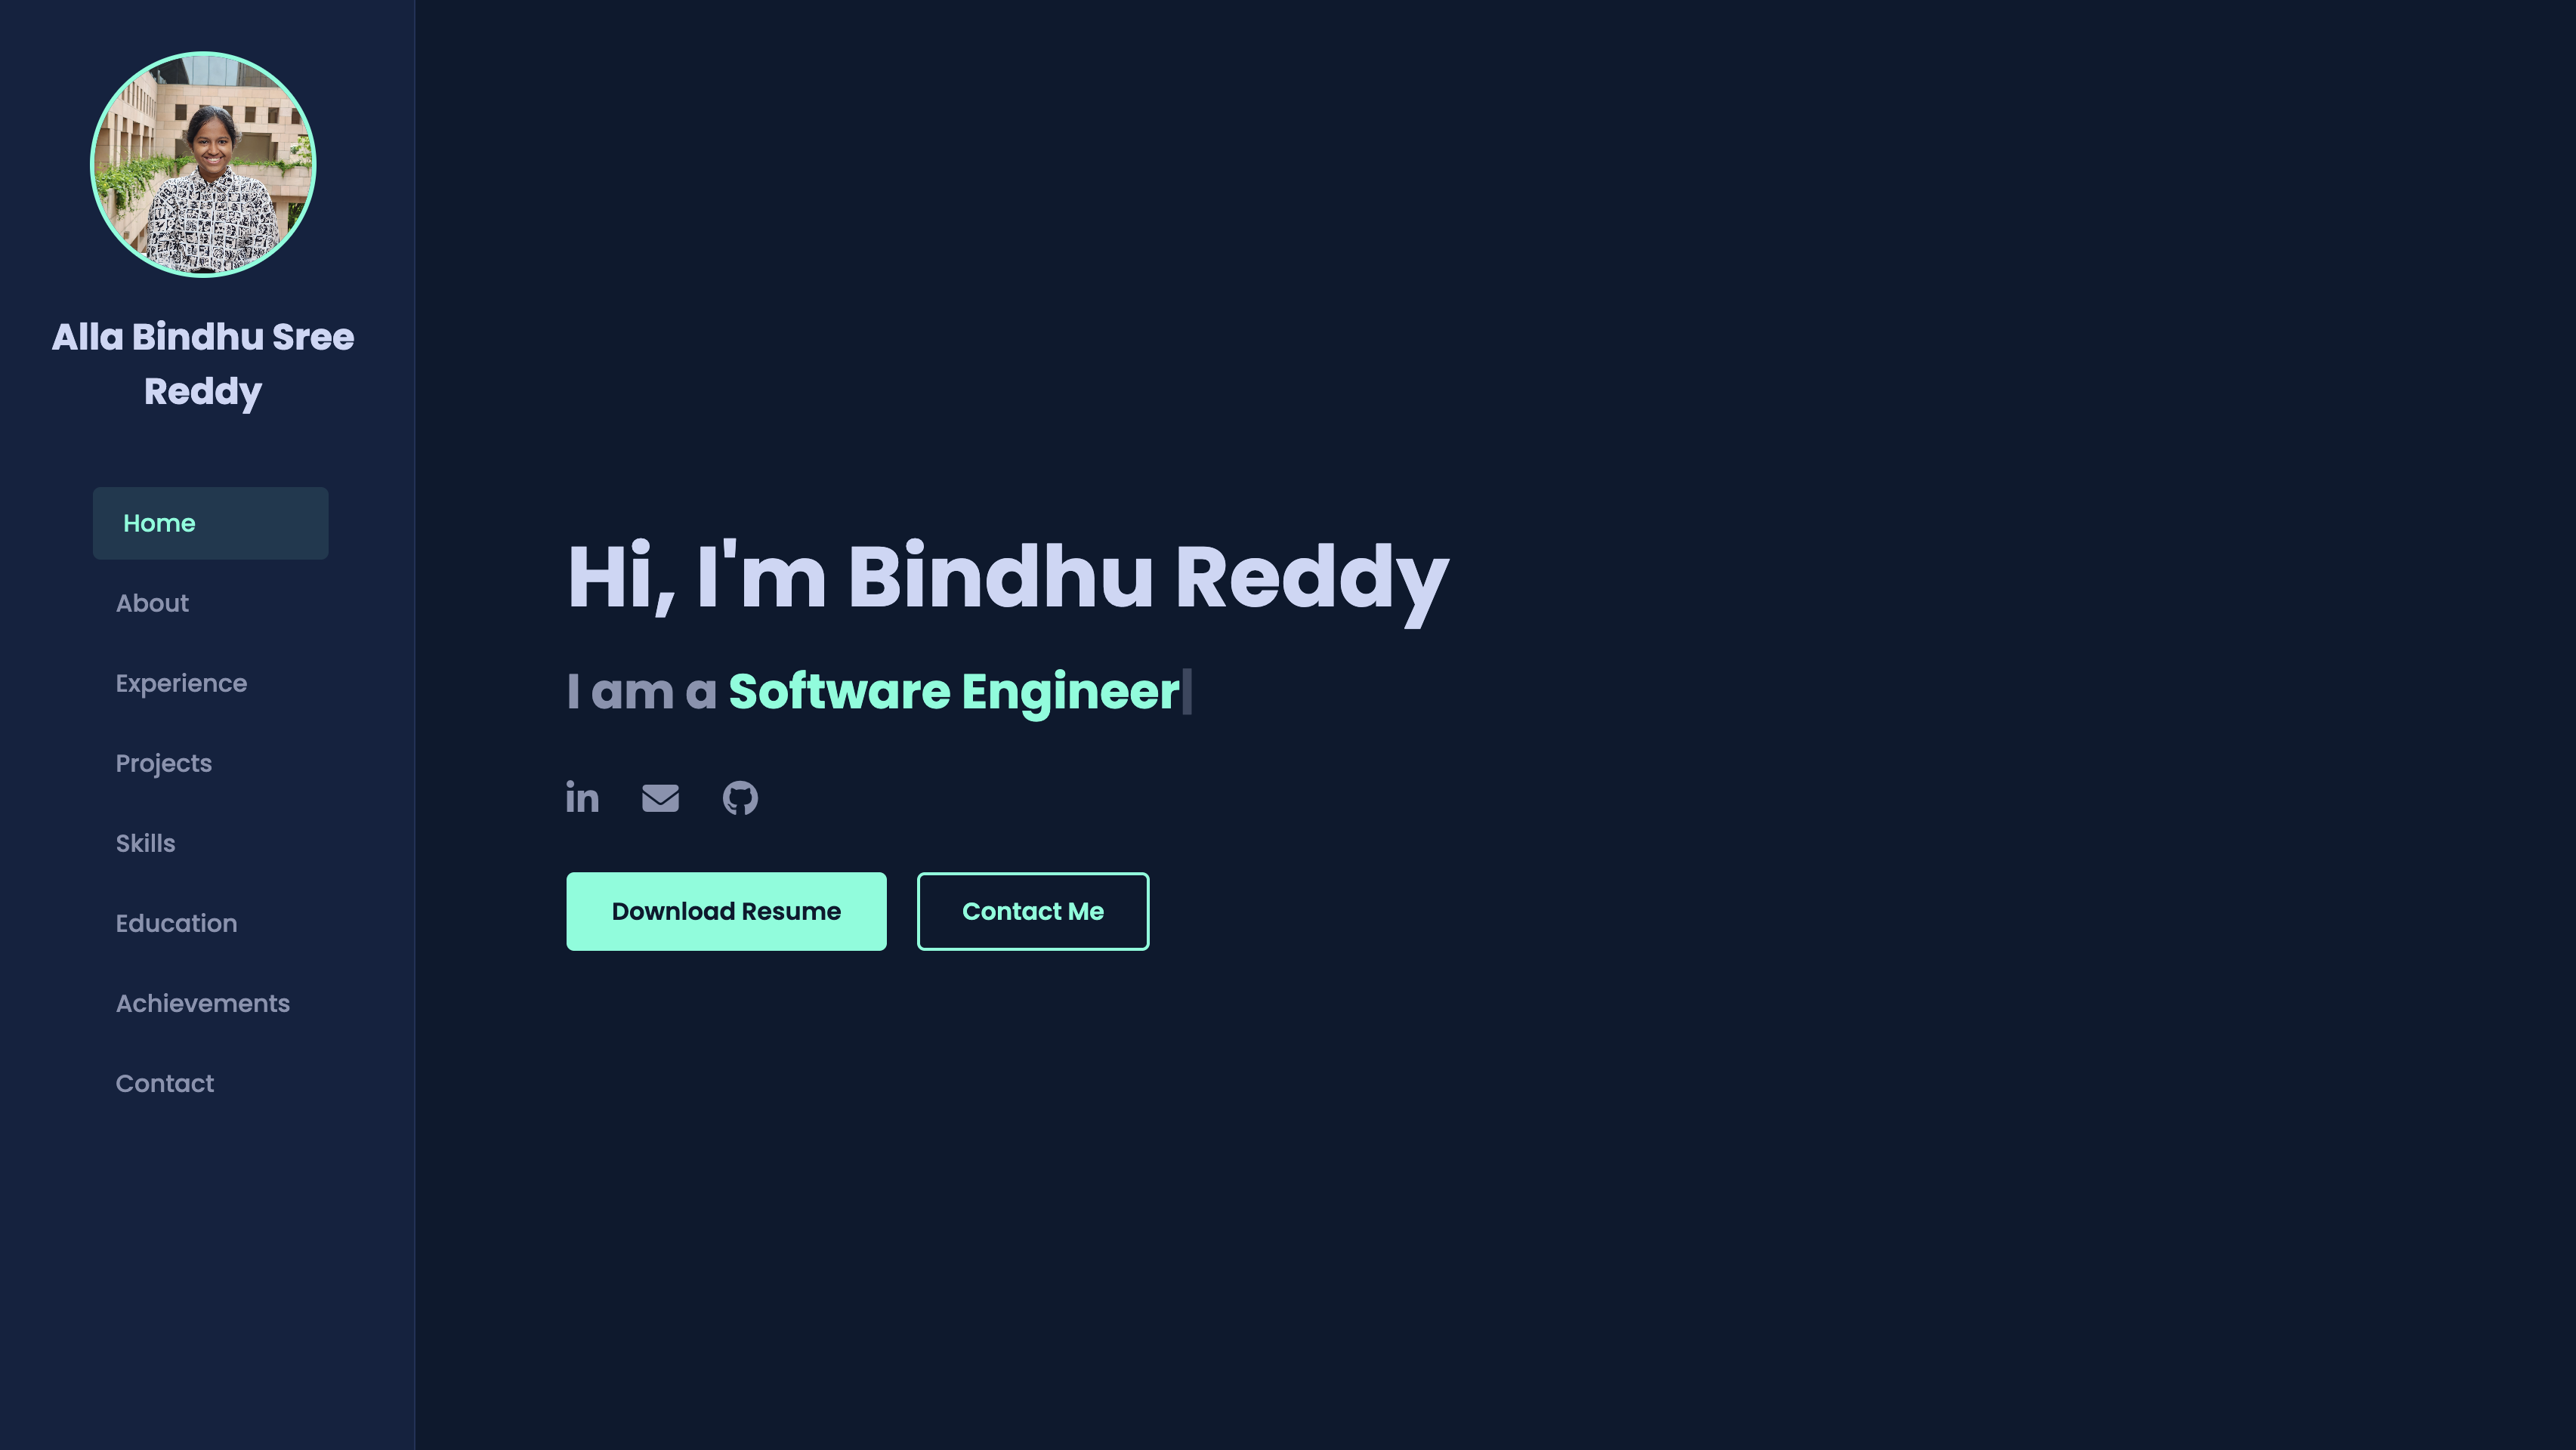 Alla Bindhu Sree
Reddy
Home
About
Experience
Projects
Skills
Education
Achievements
Contact
Hi, I'm Bindhu Reddy
I am a Software Engineer
in
Download Resume
Contact Me